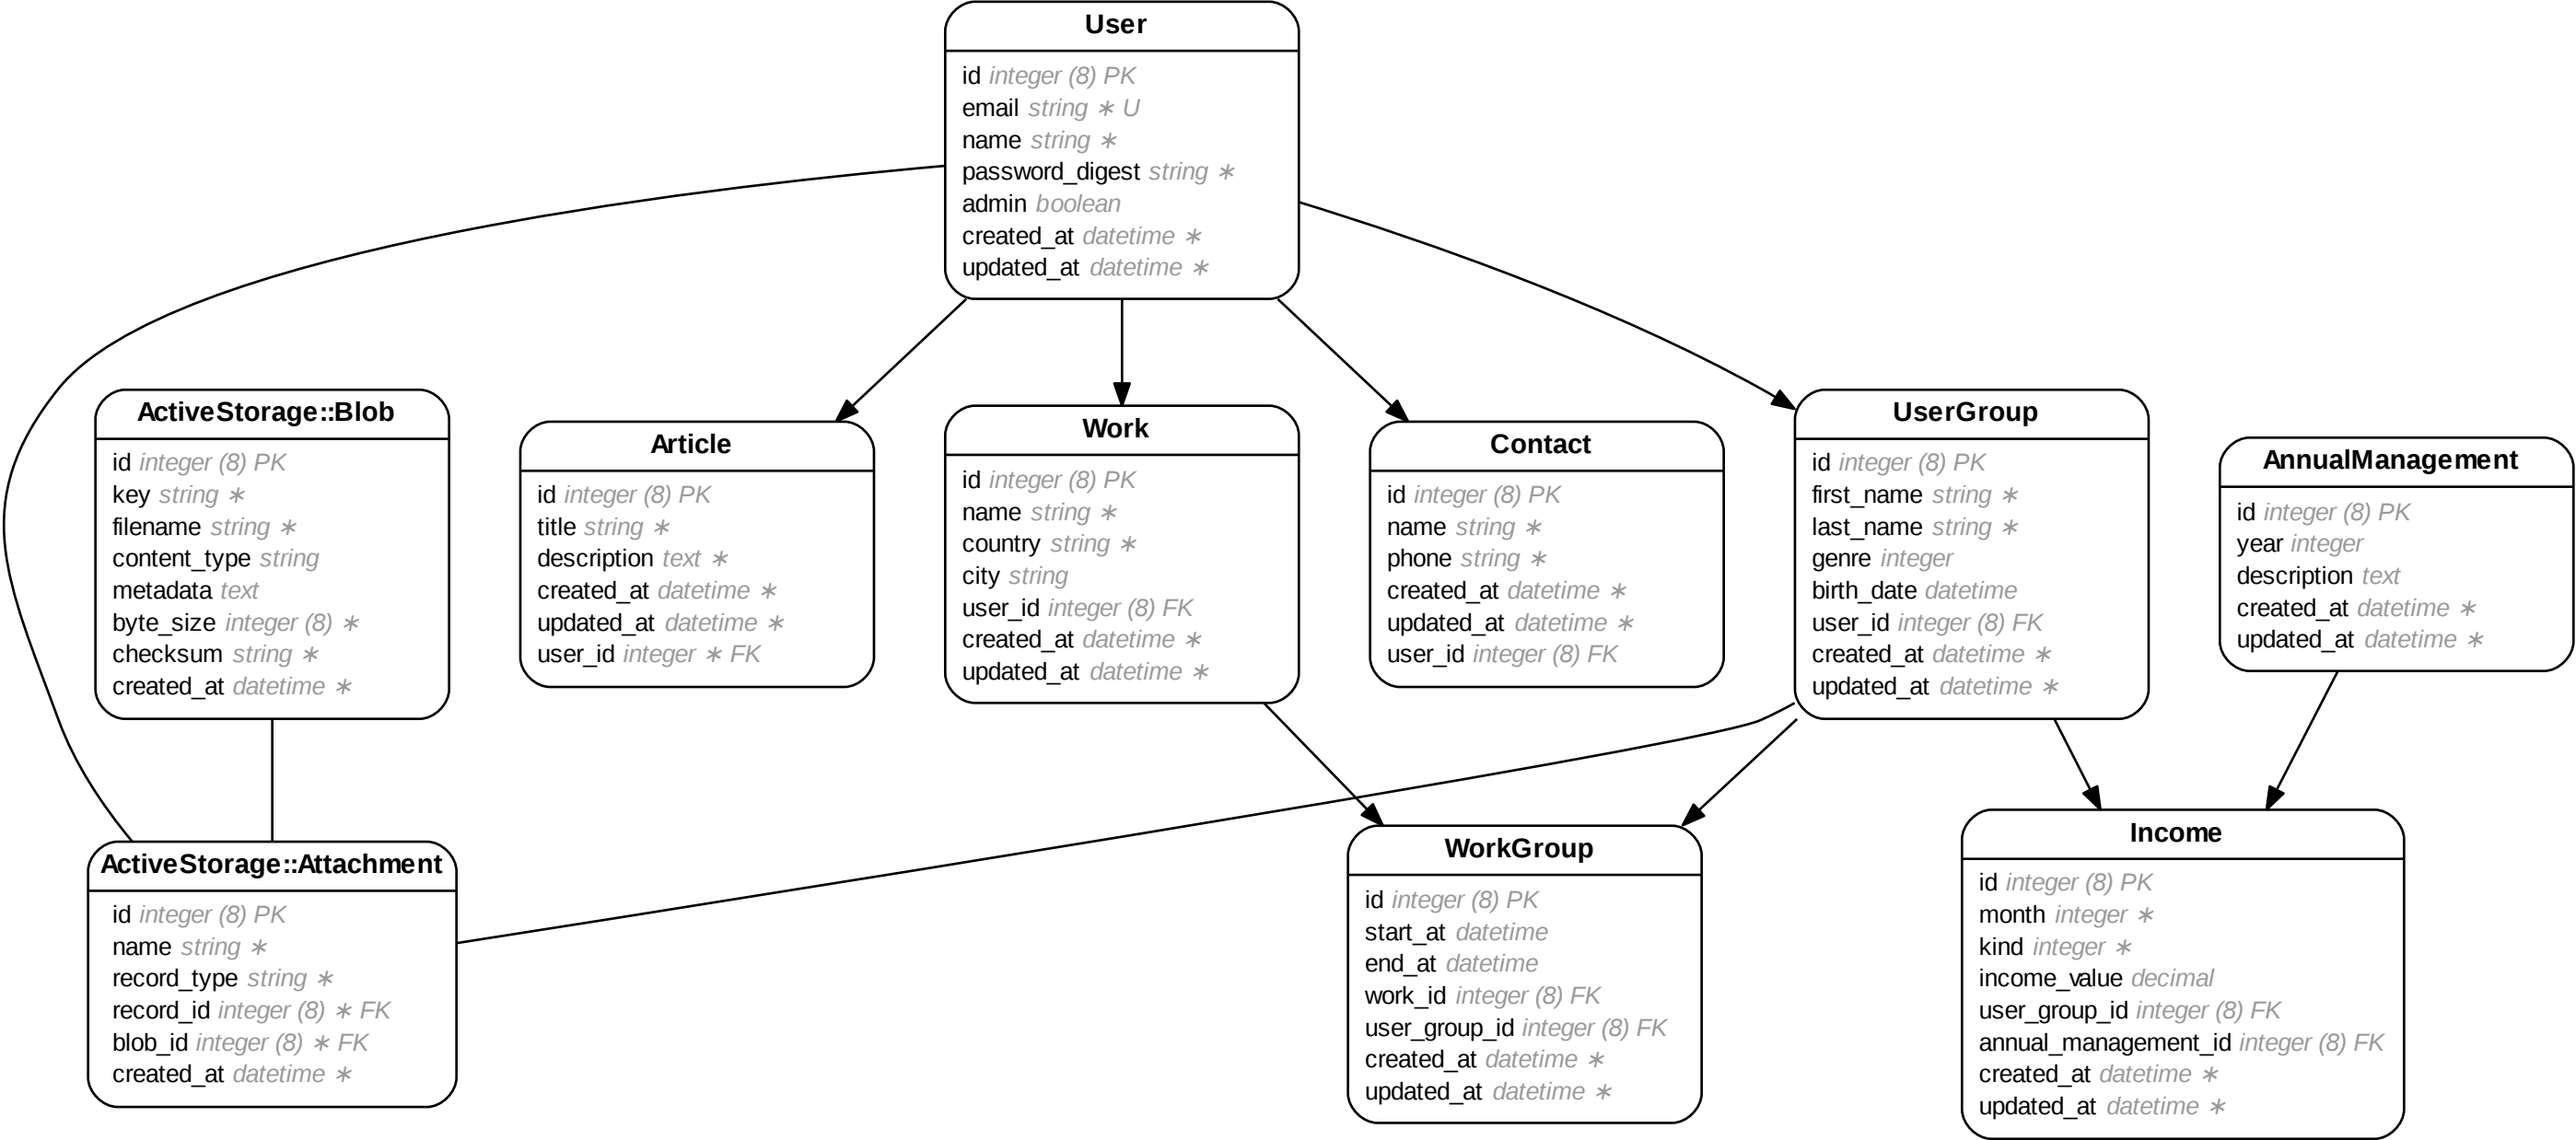 User
id integer (8) PK
email string ∗ U
name string ∗
password_digest string ∗
admin boolean
created_at datetime ∗
updated_at datetime ∗
ActiveStorage::Blob
id integer (8) PK
key string ∗
filename string ∗
content_type string
metadata text
byte_size integer (8) ∗
checksum string ∗
created_at datetime ∗
Article
id integer (8) PK
title string ∗
description text ∗
created_at datetime ∗
updated_at datetime ∗
user_id integer ∗ FK
Work
id integer (8) PK
name string ∗
country string ∗
city string
user_id integer (8) FK
created_at datetime ∗
updated_at datetime ∗
Contact
id integer (8) PK
name string ∗
phone string ∗
created_at datetime ∗
updated_at datetime ∗
user_id integer (8) FK
UserGroup
id integer (8) PK
first_name string ∗
last_name string ∗
genre integer
birth_date datetime
user_id integer (8) FK
created_at datetime ∗
updated_at datetime ∗
AnnualManagement
id integer (8) PK
year integer
description text
created_at datetime ∗
updated_at datetime ∗
ActiveStorage::Attachment
id integer (8) PK
name string ∗
record_type string ∗
record_id integer (8) ∗ FK
blob_id integer (8) ∗ FK
created_at datetime ∗
WorkGroup
id integer (8) PK
start_at datetime
end_at datetime
work_id integer (8) FK
user_group_id integer (8) FK
created_at datetime ∗
updated_at datetime ∗
Income
id integer (8) PK
month integer ∗
kind integer ∗
income_value decimal
user_group_id integer (8) FK
annual_management_id integer (8) FK
created_at datetime ∗
updated_at datetime ∗